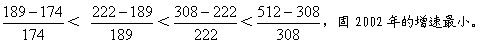 (189-174)/174 < (222-189)/189 < (308-222)/222 < (512-308)/308，固 2002 年的增速最小。